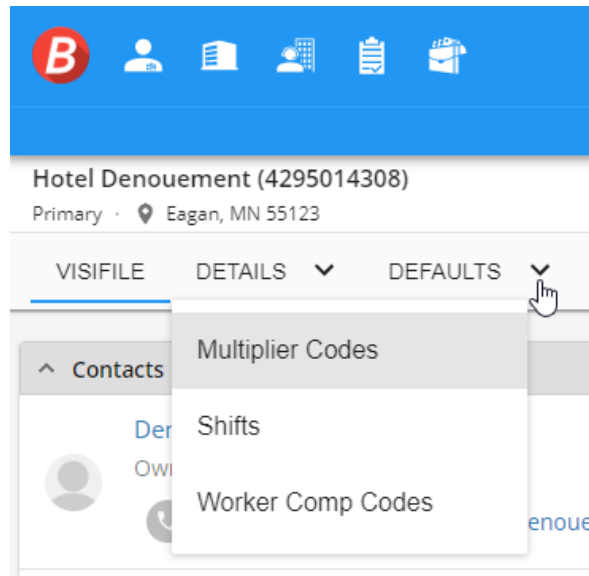 B
Hotel Denouement (4295014308)
Primary · Eagan, MN 55123
VISIFILE DETAILS DEFAULTS
Multiplier Codes
Contacts
Shifts
Worker Comp Codes